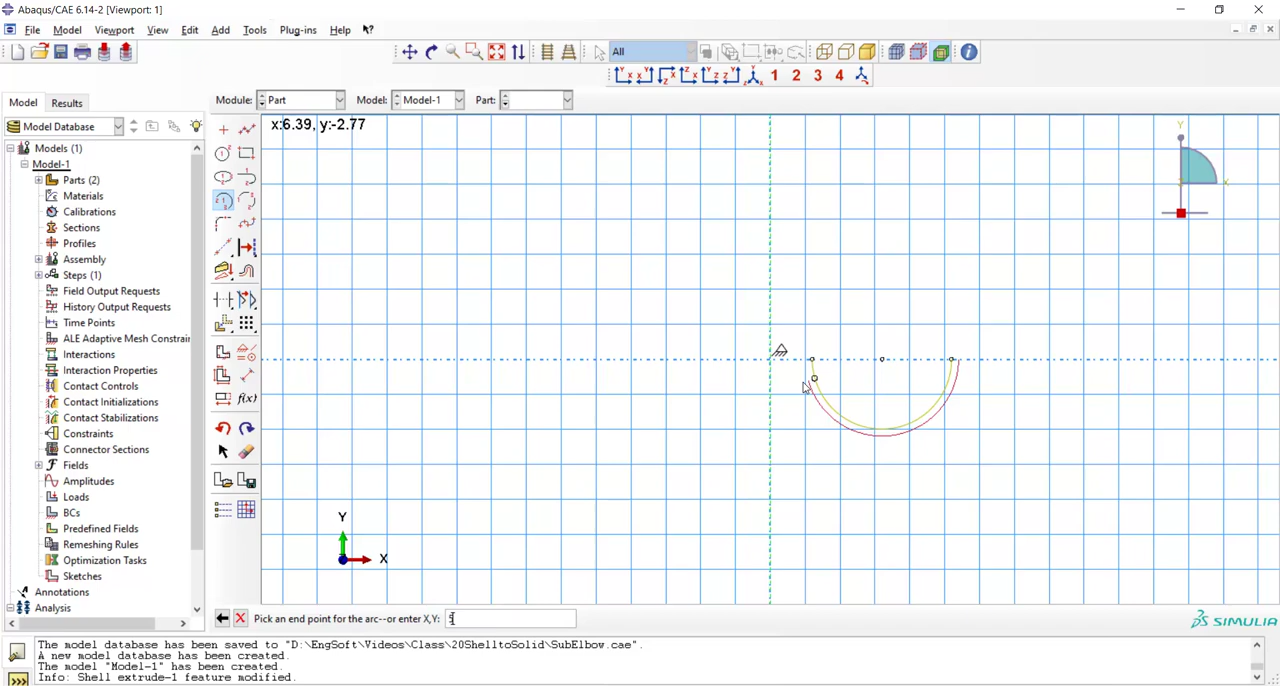 Abaqus/CAE 6.14-2 [Viewport: 1]
File Model Viewport View Edit Add Tools Plug-ins Help
All
1 2 3 4
Model Results
Module: Part Model: Model-1 Part:
Model Database
x:6.39, y:-2.77
Models (1)
Model-1
Parts (2)
Materials
Calibrations
Sections
Profiles
Assembly
Steps (1)
Field Output Requests
History Output Requests
Time Points
ALE Adaptive Mesh Constrair
Interactions
Interaction Properties
Contact Controls
Contact Initializations
Contact Stabilizations
Constraints
Connector Sections
Fields
Amplitudes
Loads
BCs
Predefined Fields
Remeshing Rules
Optimization Tasks
Sketches
Annotations
Analysis
f(x)
Y
X
Y
X
Pick an end point for the arc--or enter X,Y:
SIMULIA
The model database has been saved to "D:\EngSoft\Videos\Class\20ShelltoSolid\SubElbow.cae".
A new model database has been created.
The model "Model-1" has been created.
Info: Shell extrude-1 feature modified.
>>>